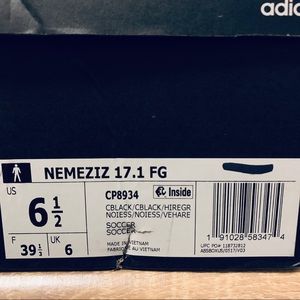 adid
NEMEZIZ 17.1 FG
US
6 1/2
CP8934
Inside
CBLACK/CBLACK/HIREGR
NOIESS/NOIESS/VEHARE
SOCCER
SOCCER
F
39 1/3
UK
6
MADE IN VIETNAM
FABRIQUÉ AU VIETNAM
1 91028 58347 4